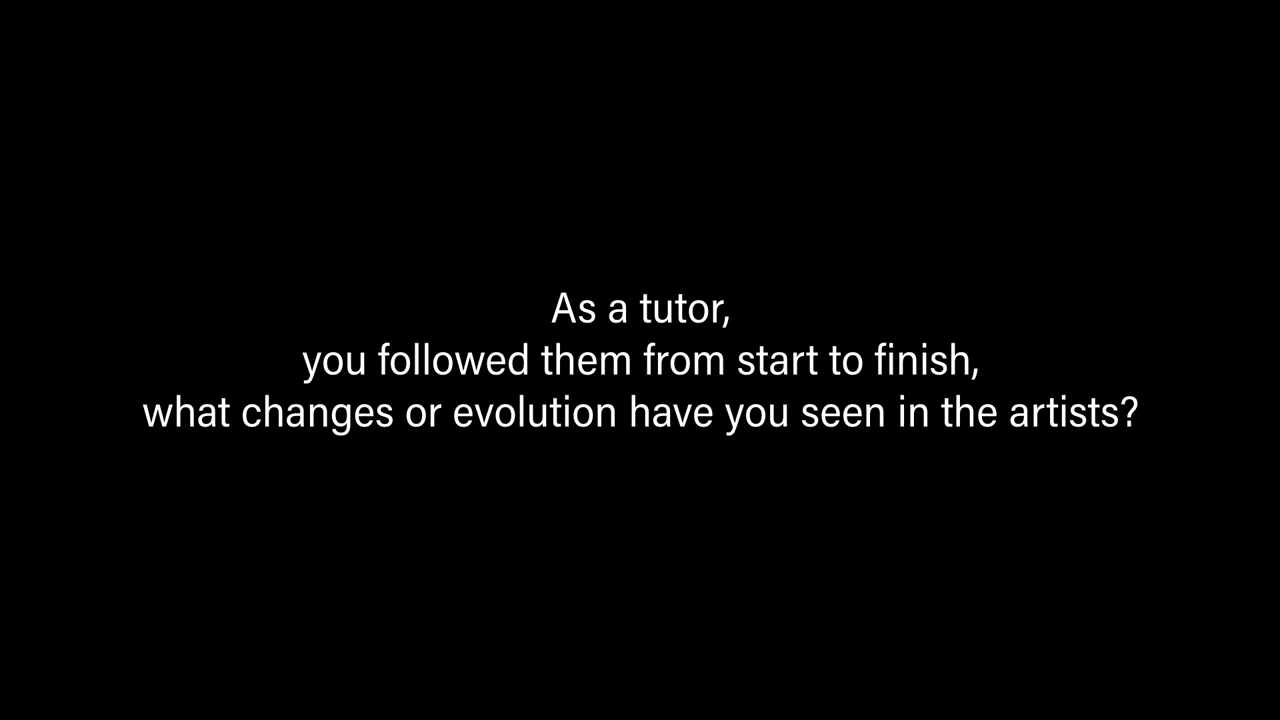 As a tutor,
you followed them from start to finish,
what changes or evolution have you seen in the artists?